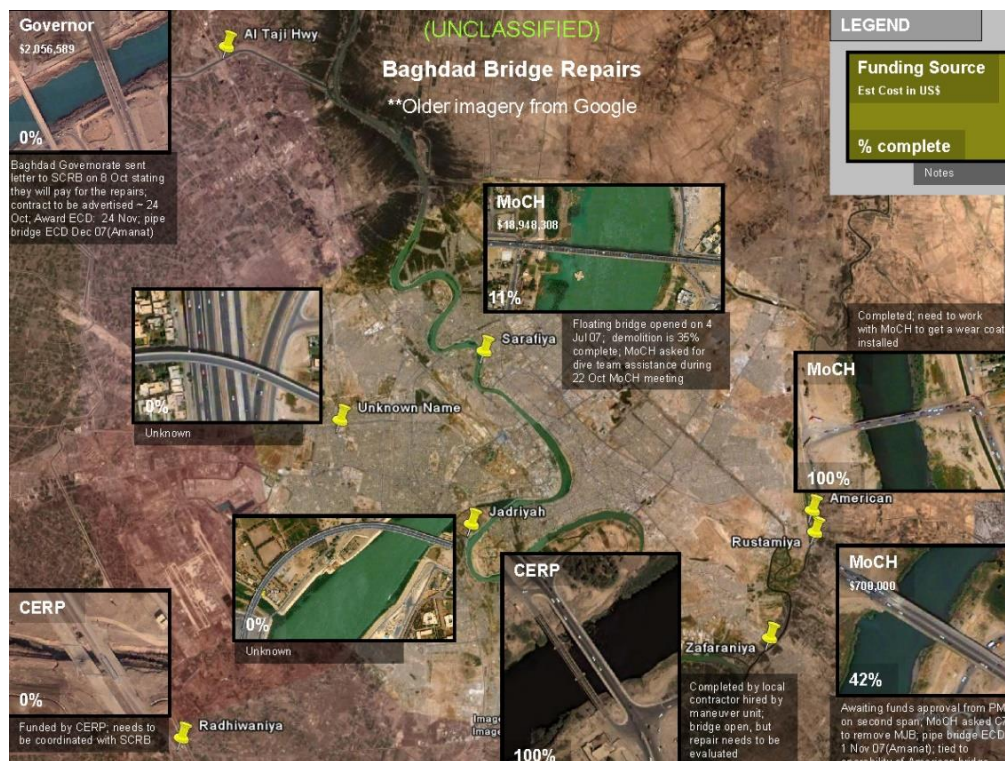 (UNCLASSIFIED)
Baghdad Bridge Repairs
**Older imagery from Google
LEGEND
Funding Source
Est Cost in US$
% complete
Notes
Governor
$2,056,589
0%
Baghdad Governorate sent
letter to SCRB on 8 Oct stating
they will pay for the repairs;
contract to be advertised ~ 24
Oct; Award ECD: 24 Nov; pipe
bridge ECD Dec 07(Amanat)
Al Taji Hwy
MoCH
$18,948,308
11%
Floating bridge opened on 4
Jul 07; demolition is 35%
complete; MoCH asked for
dive team assistance during
22 Oct MoCH meeting
Sarafiya
0%
Unknown
Unknown Name
Completed; need to work
with MoCH to get a wear coat
installed
MoCH
100%
American
Rustamiya
Jadriyah
0%
Unknown
CERP
0%
Funded by CERP; needs to
be coordinated with SCRB
Radhiwaniya
CERP
100%
Completed by local
contractor hired by
maneuver unit;
bridge open, but
repair needs to be
evaluated
Zafaraniya
MoCH
$700,000
42%
Awaiting funds approval from PM
on second span; MoCH asked
to remove MJB; pipe bridge ECD
1 Nov 07(Amanat); tied to
operability of American bridge
Image
Image